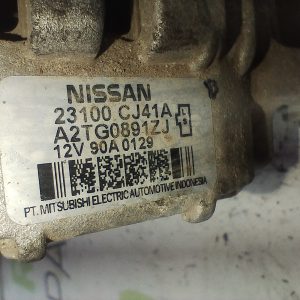 NISSAN
23100 CJ41A
A2TG0891ZJ
12V 90A 0129
PT. MITSUBISHI ELECTRIC AUTOMOTIVE INDONESIA